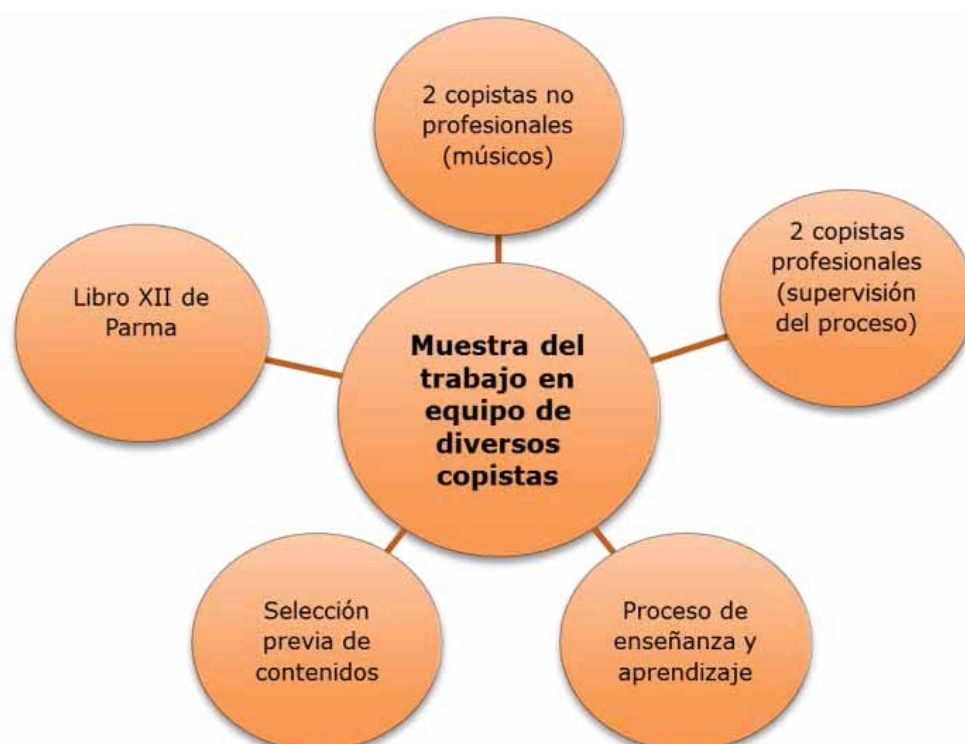 2 copistas no
profesionales
(músicos)
2 copistas
profesionales
(supervisión
del proceso)
Libro XII de
Parma
Muestra del
trabajo en
equipo de
diversos
copistas
Selección
previa de
contenidos
Proceso de
enseñanza y
aprendizaje